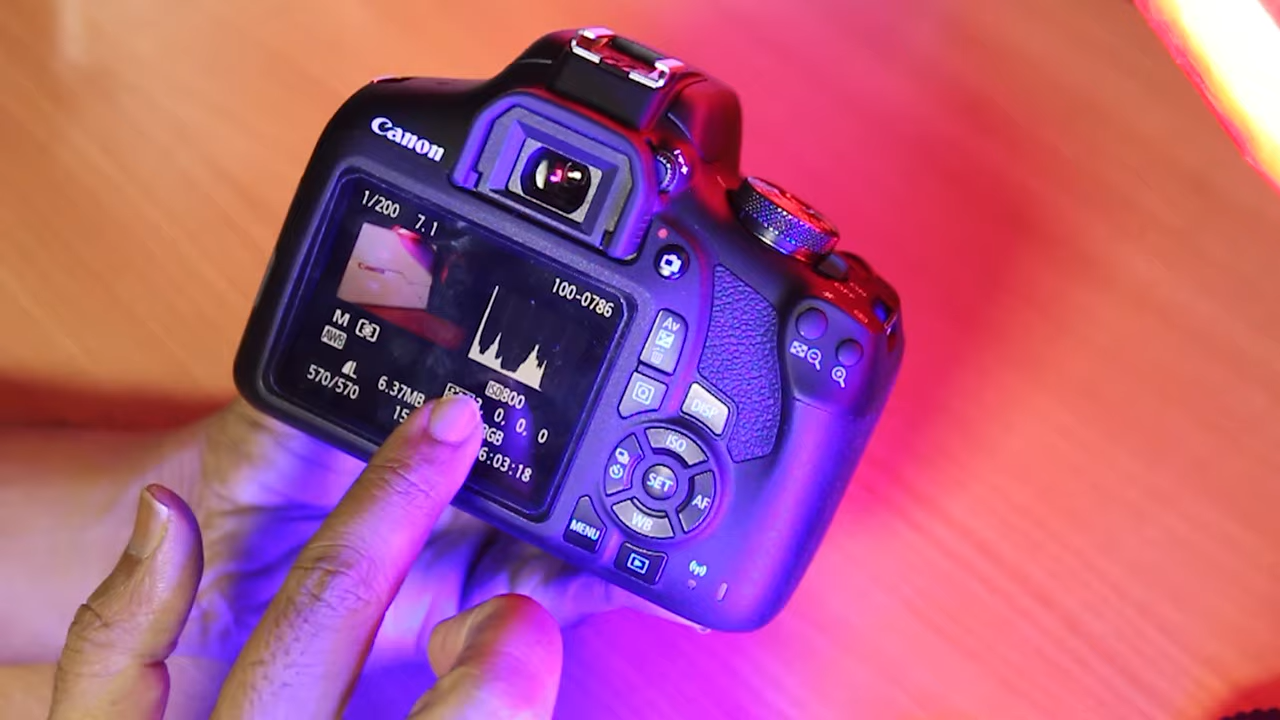 Canon
1/200 7.1
100-0786
M
AWB
L
570/570 6.37MB ISO800
15 0, 0, 0
6:03:18
Av
Q
DISP
ISO
SET
AF
WB
MENU